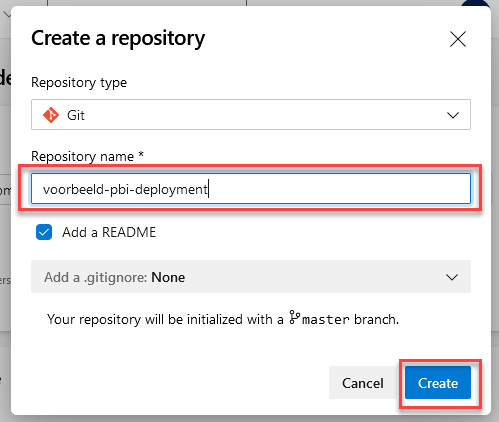 Create a repository
Repository type
Git
Repository name *
voorbeeld-pbi-deployment
Add a README
Add a .gitignore: None
Your repository will be initialized with a master branch.
Cancel Create